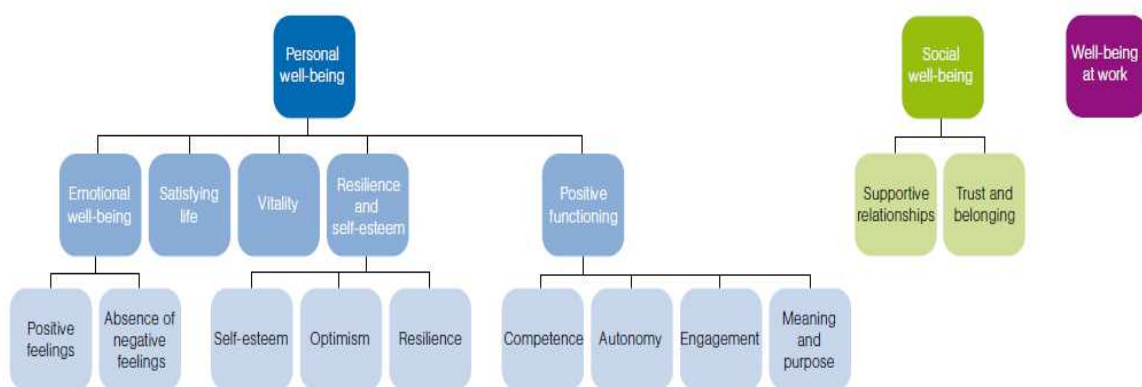 Personal
well-being
Social
well-being
Well-being
at work
Emotional
well-being
Satisfying
life
Vitality
Resilience
and
self-esteem
Positive
functioning
Supportive
relationships
Trust and
belonging
Positive
feelings
Absence of
negative
feelings
Self-esteem
Optimism
Resilience
Competence
Autonomy
Engagement
Meaning
and
purpose